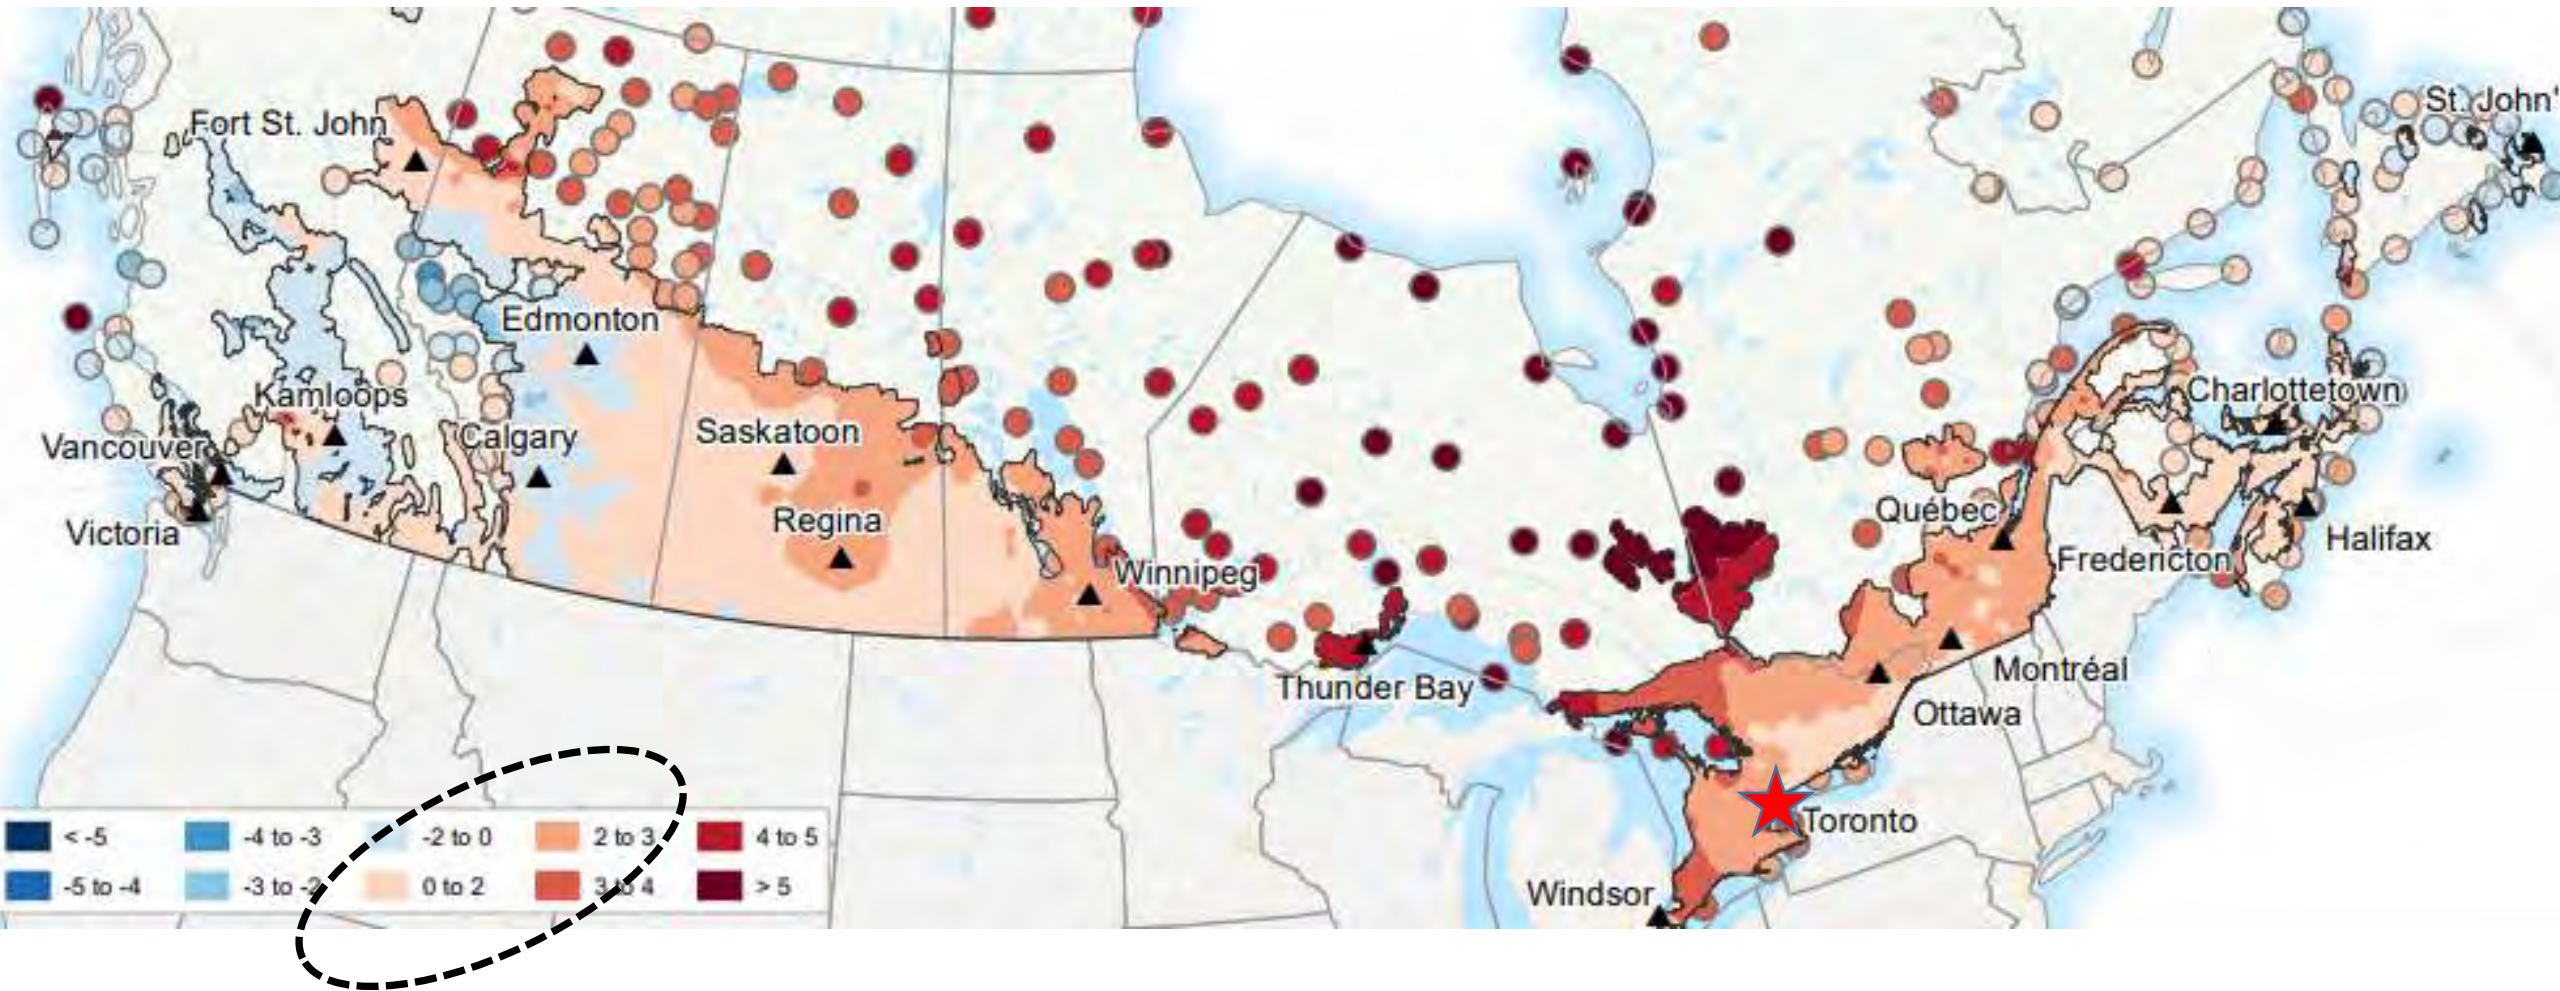 St. John'
Fort St. John
Edmonton
Kamloops
Charlottetown
Vancouver
Calgary
Saskatoon
Québec
Regina
Victoria
Halifax
Fredericton
Winnipeg
Montréal
Thunder Bay
Ottawa
Toronto
Windsor
< -5
-4 to -3
-2 to 0
2 to 3
4 to 5
-5 to -4
-3 to -2
0 to 2
3 to 4
> 5